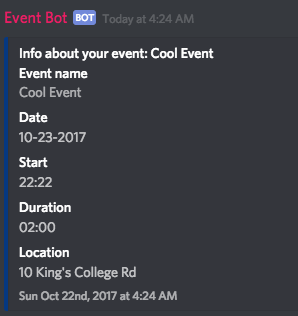 Event Bot BOT Today at 4:24 AM
Info about your event: Cool Event
Event name
Cool Event
Date
10-23-2017
Start
22:22
Duration
02:00
Location
10 King's College Rd
Sun Oct 22nd, 2017 at 4:24 AM